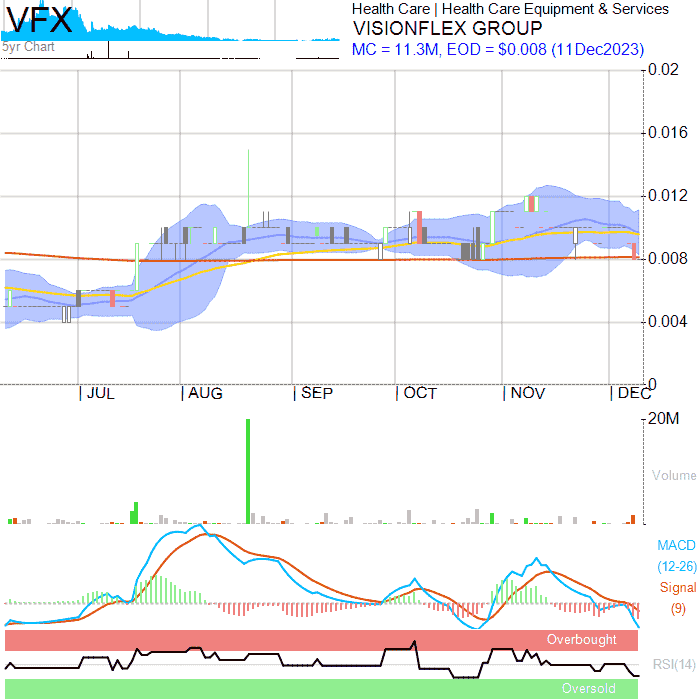 VFX
5yr Chart
Health Care | Health Care Equipment & Services
VISIONFLEX GROUP
MC = 11.3M, EOD = $0.008 (11Dec2023)
0.02
0.016
0.012
0.008
0.004
0
| JUL
| AUG
| SEP
| OCT
| NOV
| DEC
20M
Volume
MACD
(12-26)
Signal
(9)
Overbought
RSI(14)
Oversold